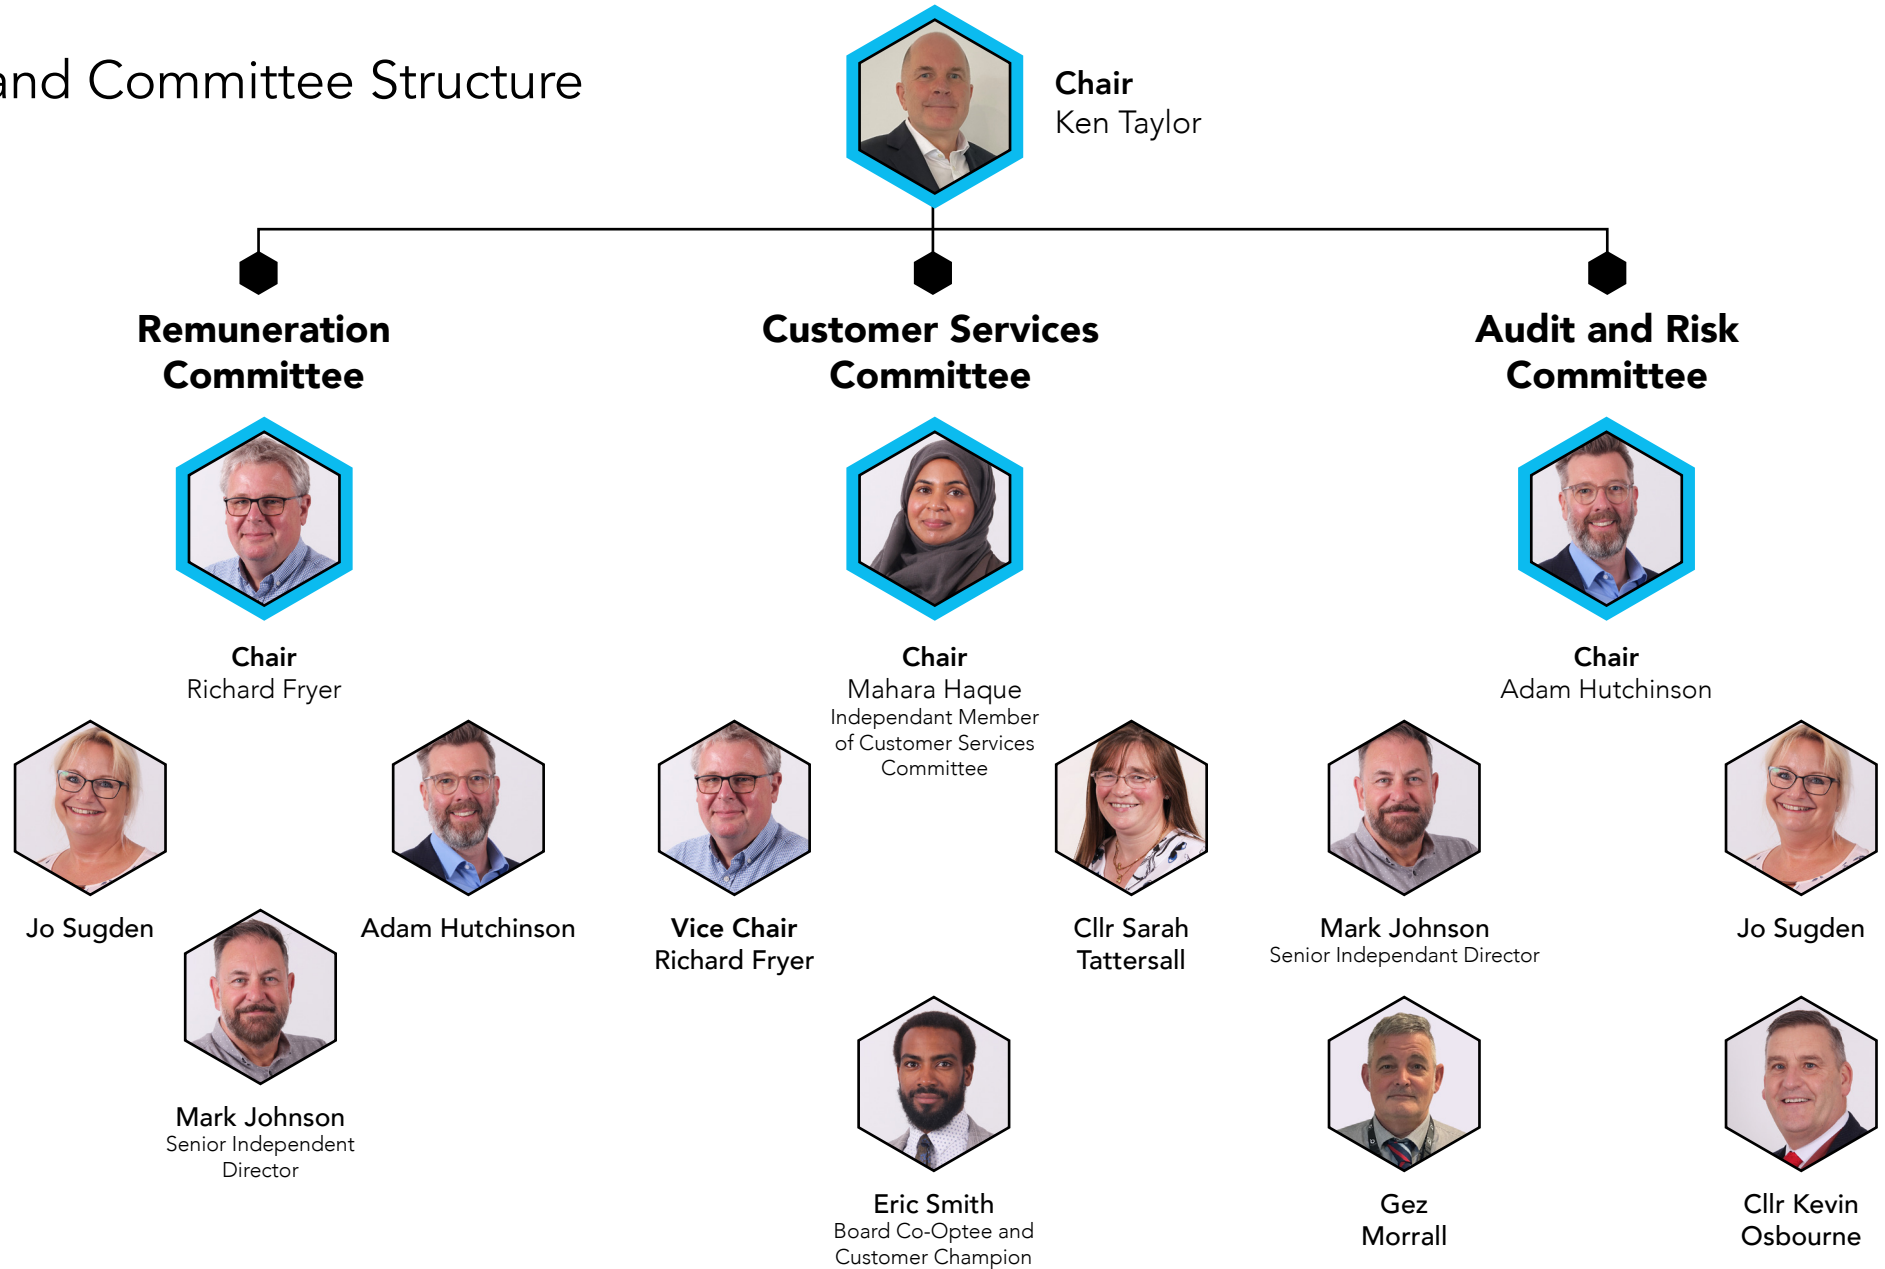 and Committee Structure
Chair
Ken Taylor
Remuneration
Committee
Chair
Richard Fryer
Jo Sugden
Adam Hutchinson
Mark Johnson
Senior Independent
Director
Customer Services
Committee
Chair
Mahara Haque
Independant Member
of Customer Services
Committee
Vice Chair
Richard Fryer
Cllr Sarah
Tattersall
Eric Smith
Board Co-Optee and
Customer Champion
Audit and Risk
Committee
Chair
Adam Hutchinson
Mark Johnson
Senior Independant Director
Jo Sugden
Gez
Morrall
Cllr Kevin
Osbourne